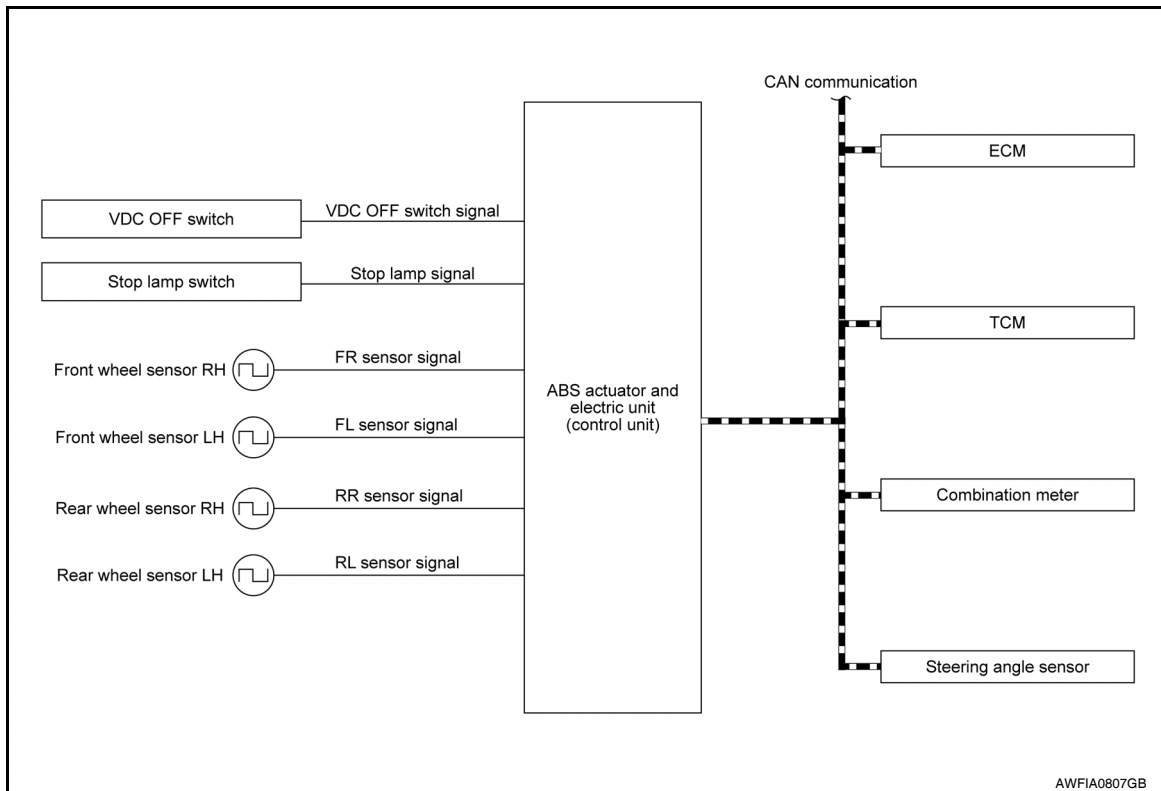 CAN communication
ECM
VDC OFF switch
VDC OFF switch signal
Stop lamp switch
Stop lamp signal
TCM
Front wheel sensor RH
FR sensor signal
ABS actuator and
electric unit
(control unit)
Front wheel sensor LH
FL sensor signal
Rear wheel sensor RH
RR sensor signal
Combination meter
Rear wheel sensor LH
RL sensor signal
Steering angle sensor
AWFIA0807GB